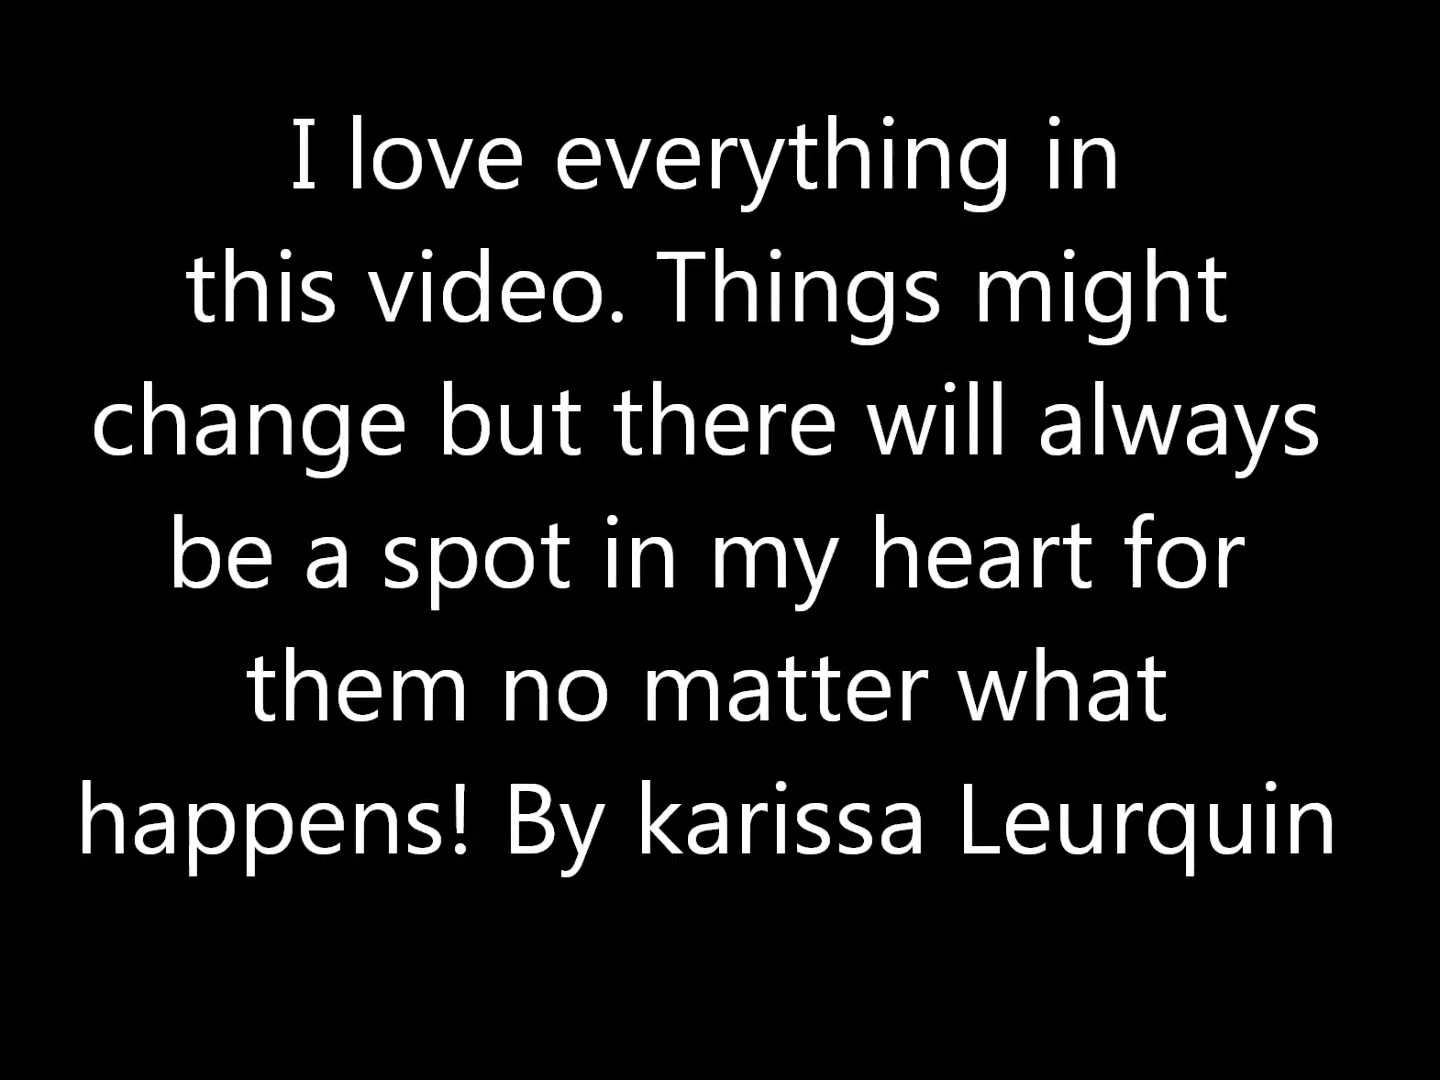 I love everything in
this video. Things might
change but there will always
be a spot in my heart for
them no matter what
happens! By karissa Leurquin